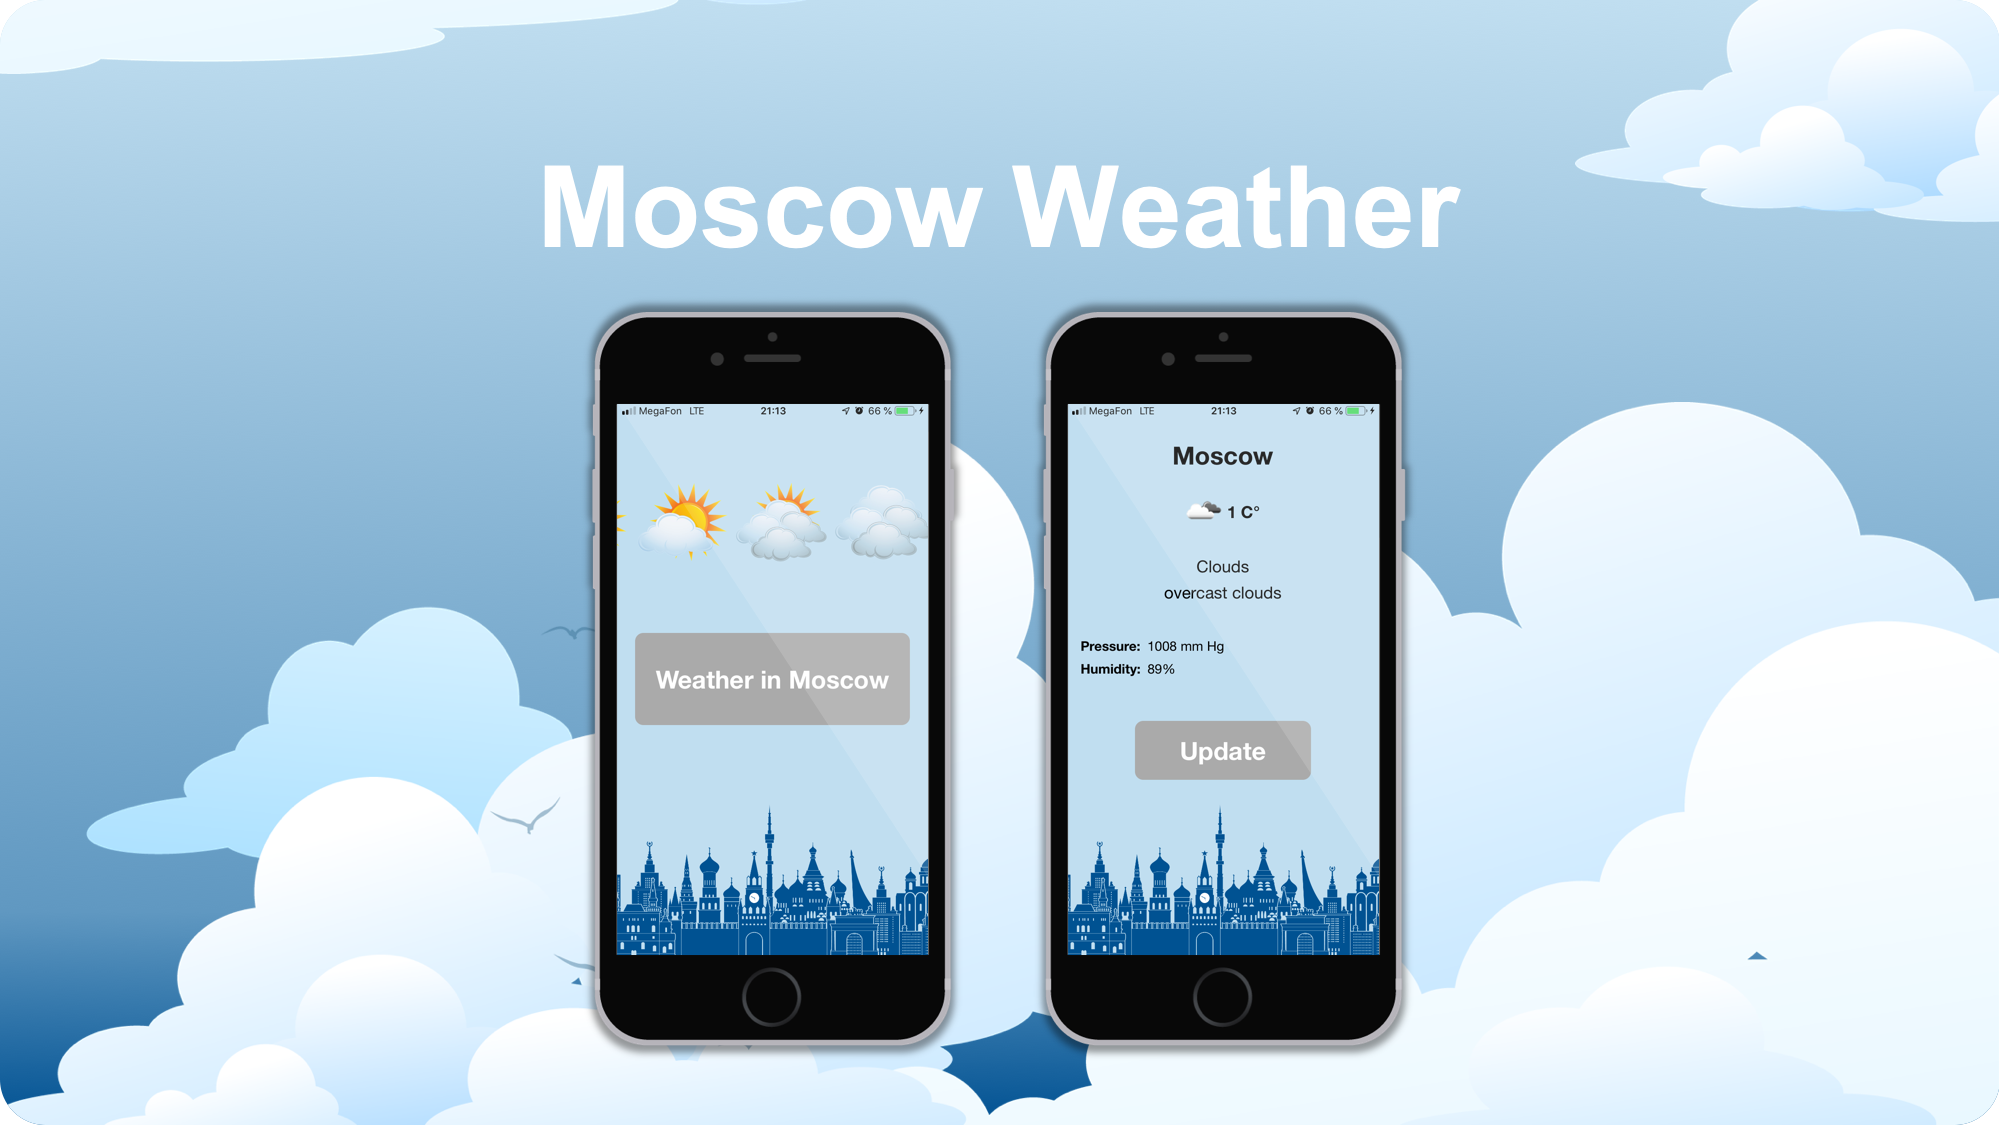 Moscow Weather
MegaFon LTE 21:13 66 %
Weather in Moscow
MegaFon LTE 21:13 66 %
Moscow
1 C°
Clouds
overcast clouds
Pressure: 1008 mm Hg
Humidity: 89%
Update